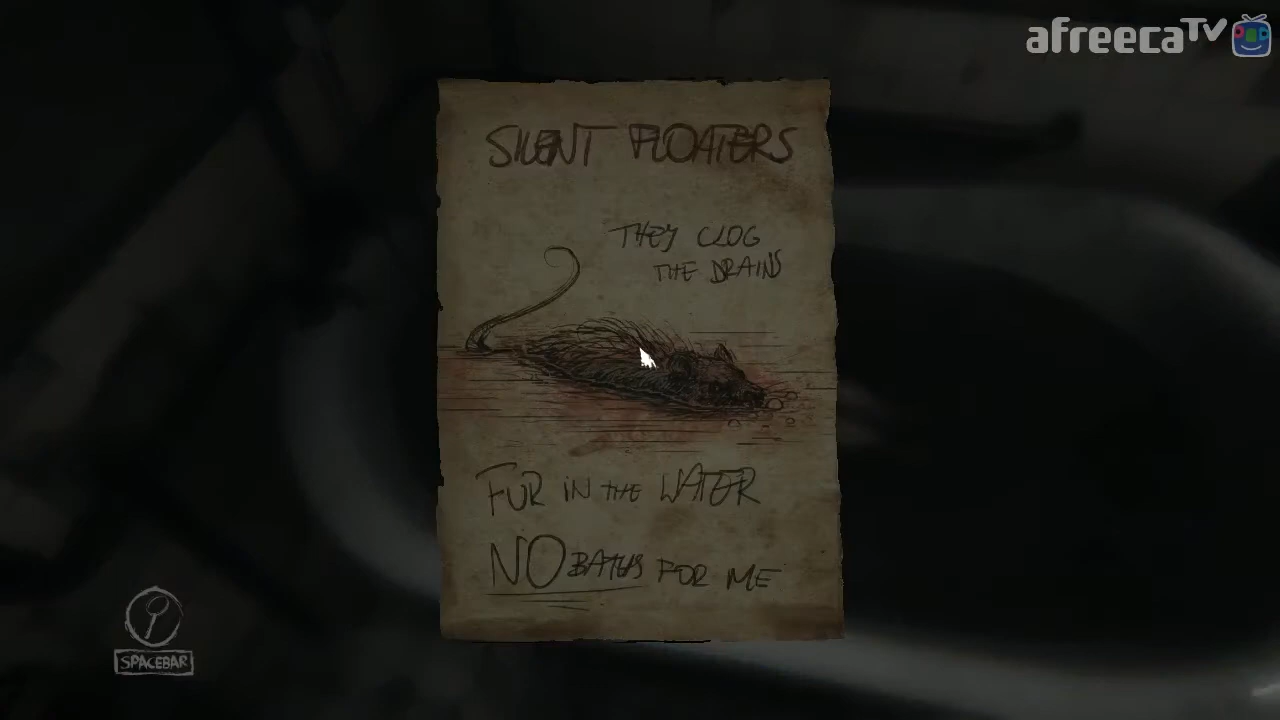 afreecaTV
SILENT FLOATERS
THEY CLOG
THE DRAINS
FUR IN THE WATER
NO BATHS FOR ME
SPACEBAR